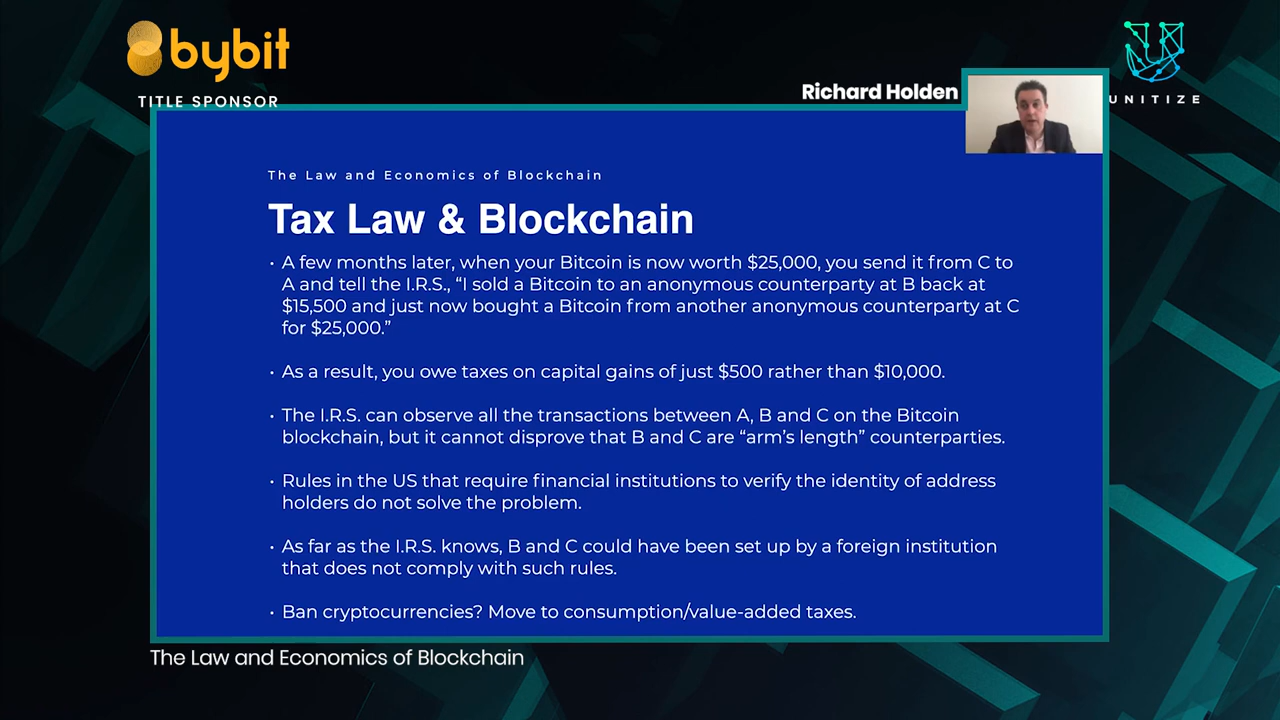 bybit
TITLE SPONSOR
Richard Holden
UNITIZE
The Law and Economics of Blockchain
Tax Law & Blockchain
• A few months later, when your Bitcoin is now worth $25,000, you send it from C to
A and tell the I.R.S., “I sold a Bitcoin to an anonymous counterparty at B back at
$15,500 and just now bought a Bitcoin from another anonymous counterparty at C
for $25,000.”
• As a result, you owe taxes on capital gains of just $500 rather than $10,000.
• The I.R.S. can observe all the transactions between A, B and C on the Bitcoin
blockchain, but it cannot disprove that B and C are “arm’s length” counterparties.
• Rules in the US that require financial institutions to verify the identity of address
holders do not solve the problem.
• As far as the I.R.S. knows, B and C could have been set up by a foreign institution
that does not comply with such rules.
• Ban cryptocurrencies? Move to consumption/value-added taxes.
The Law and Economics of Blockchain